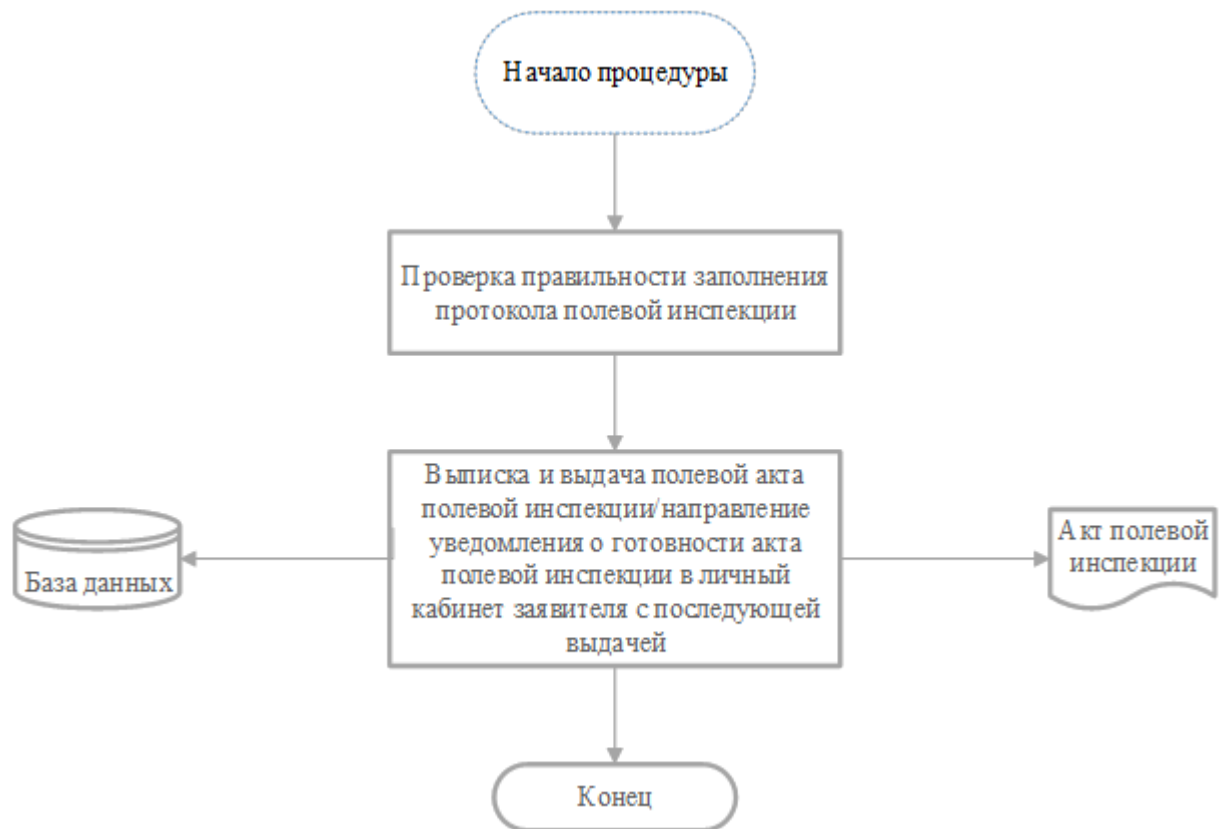 Начало процедуры
Проверка правильности заполнения
протокола полевой инспекции
Выписка и выдача полевой акта
полевой инспекции/направление
уведомления о готовности акта
полевой инспекции в личный
кабинет заявителя с последующей
выдачей
База данных
Акт полевой
инспекции
Конец